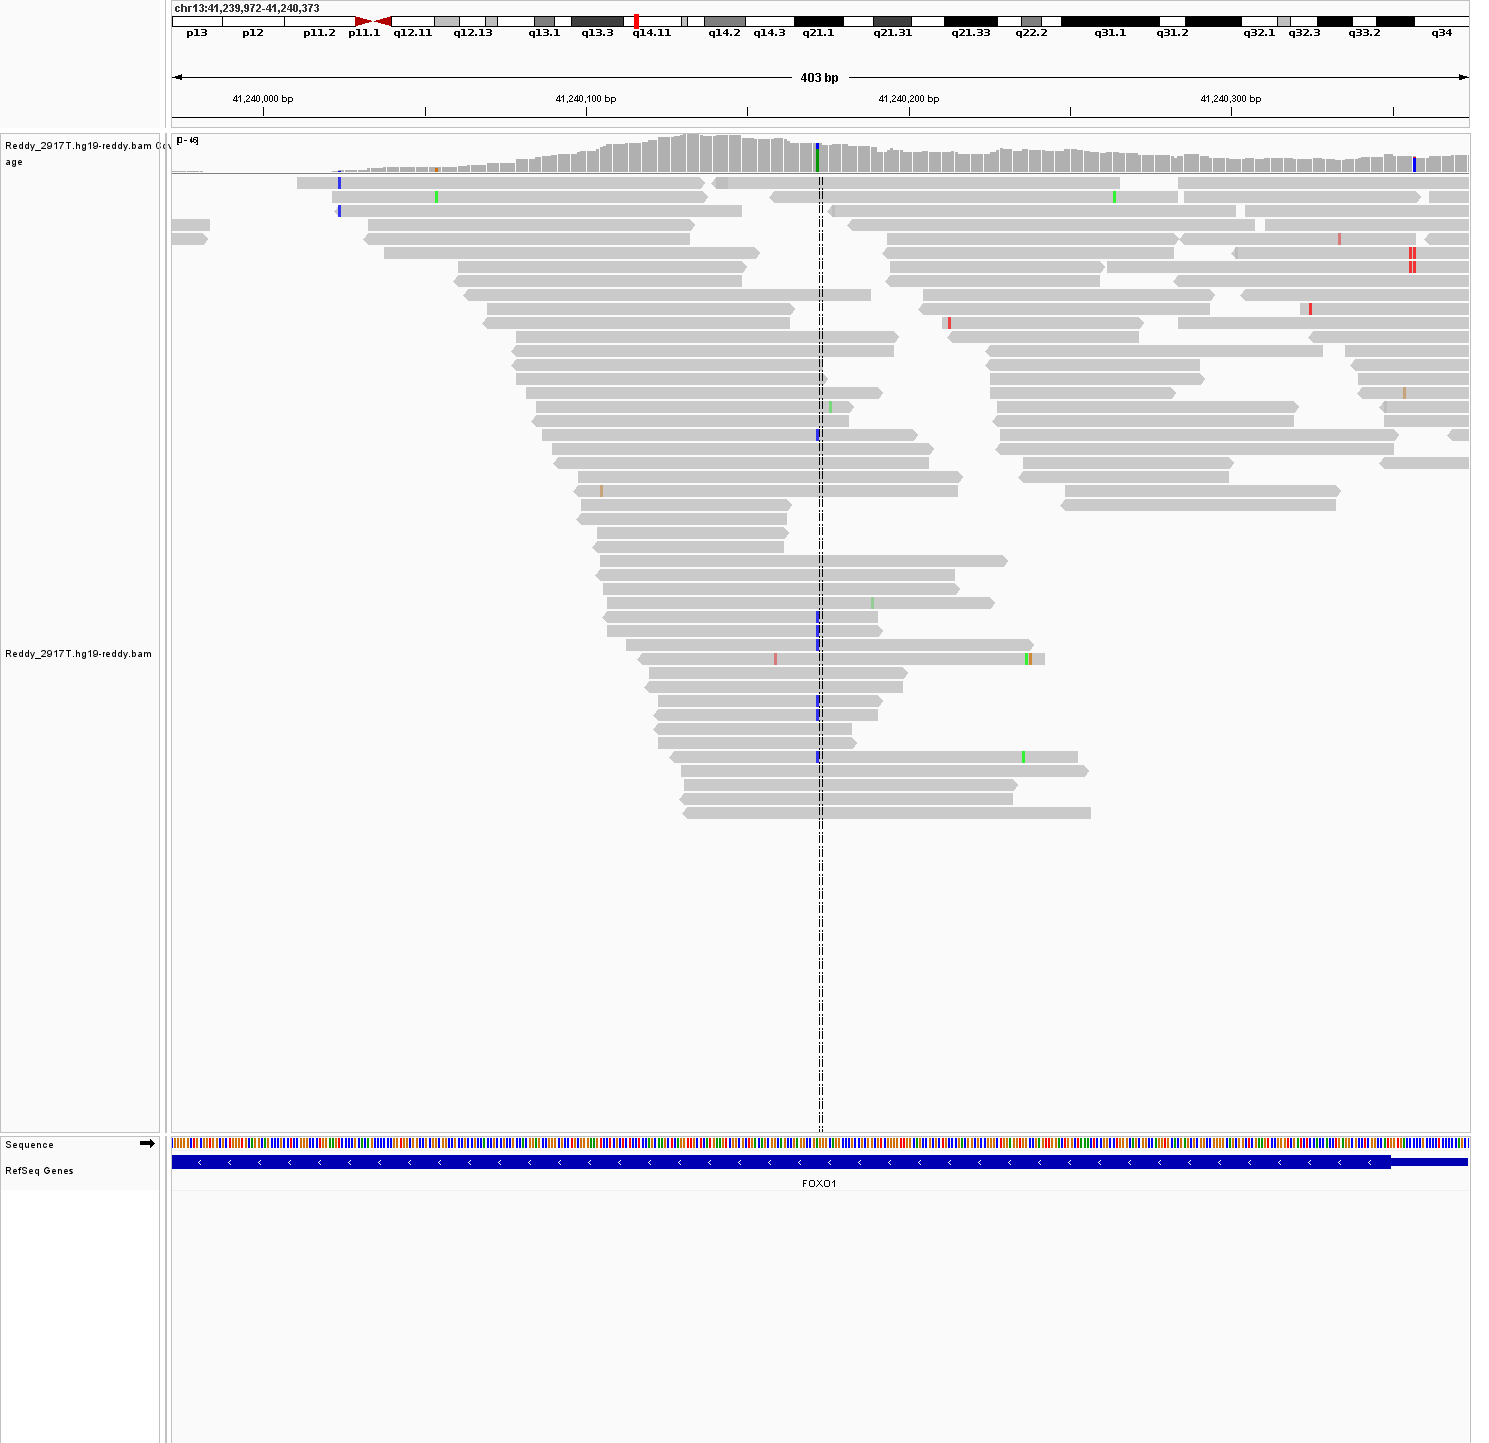 chr13:41,239,972-41,240,373
p13 p12 p11.2 p11.1 q12.11 q12.13 q13.1 q13.3 q14.11 q14.2 q14.3 q21.1 q21.31 q21.33 q22.2 q31.1 q31.2 q32.1 q32.3 q33.2 q34
403 bp
41,240,000 bp 41,240,100 bp 41,240,200 bp 41,240,300 bp
Reddy_2917T.hg19-reddy.bam Cov
age
[0 - 46]
Reddy_2917T.hg19-reddy.bam
Sequence
RefSeq Genes
FOXO1